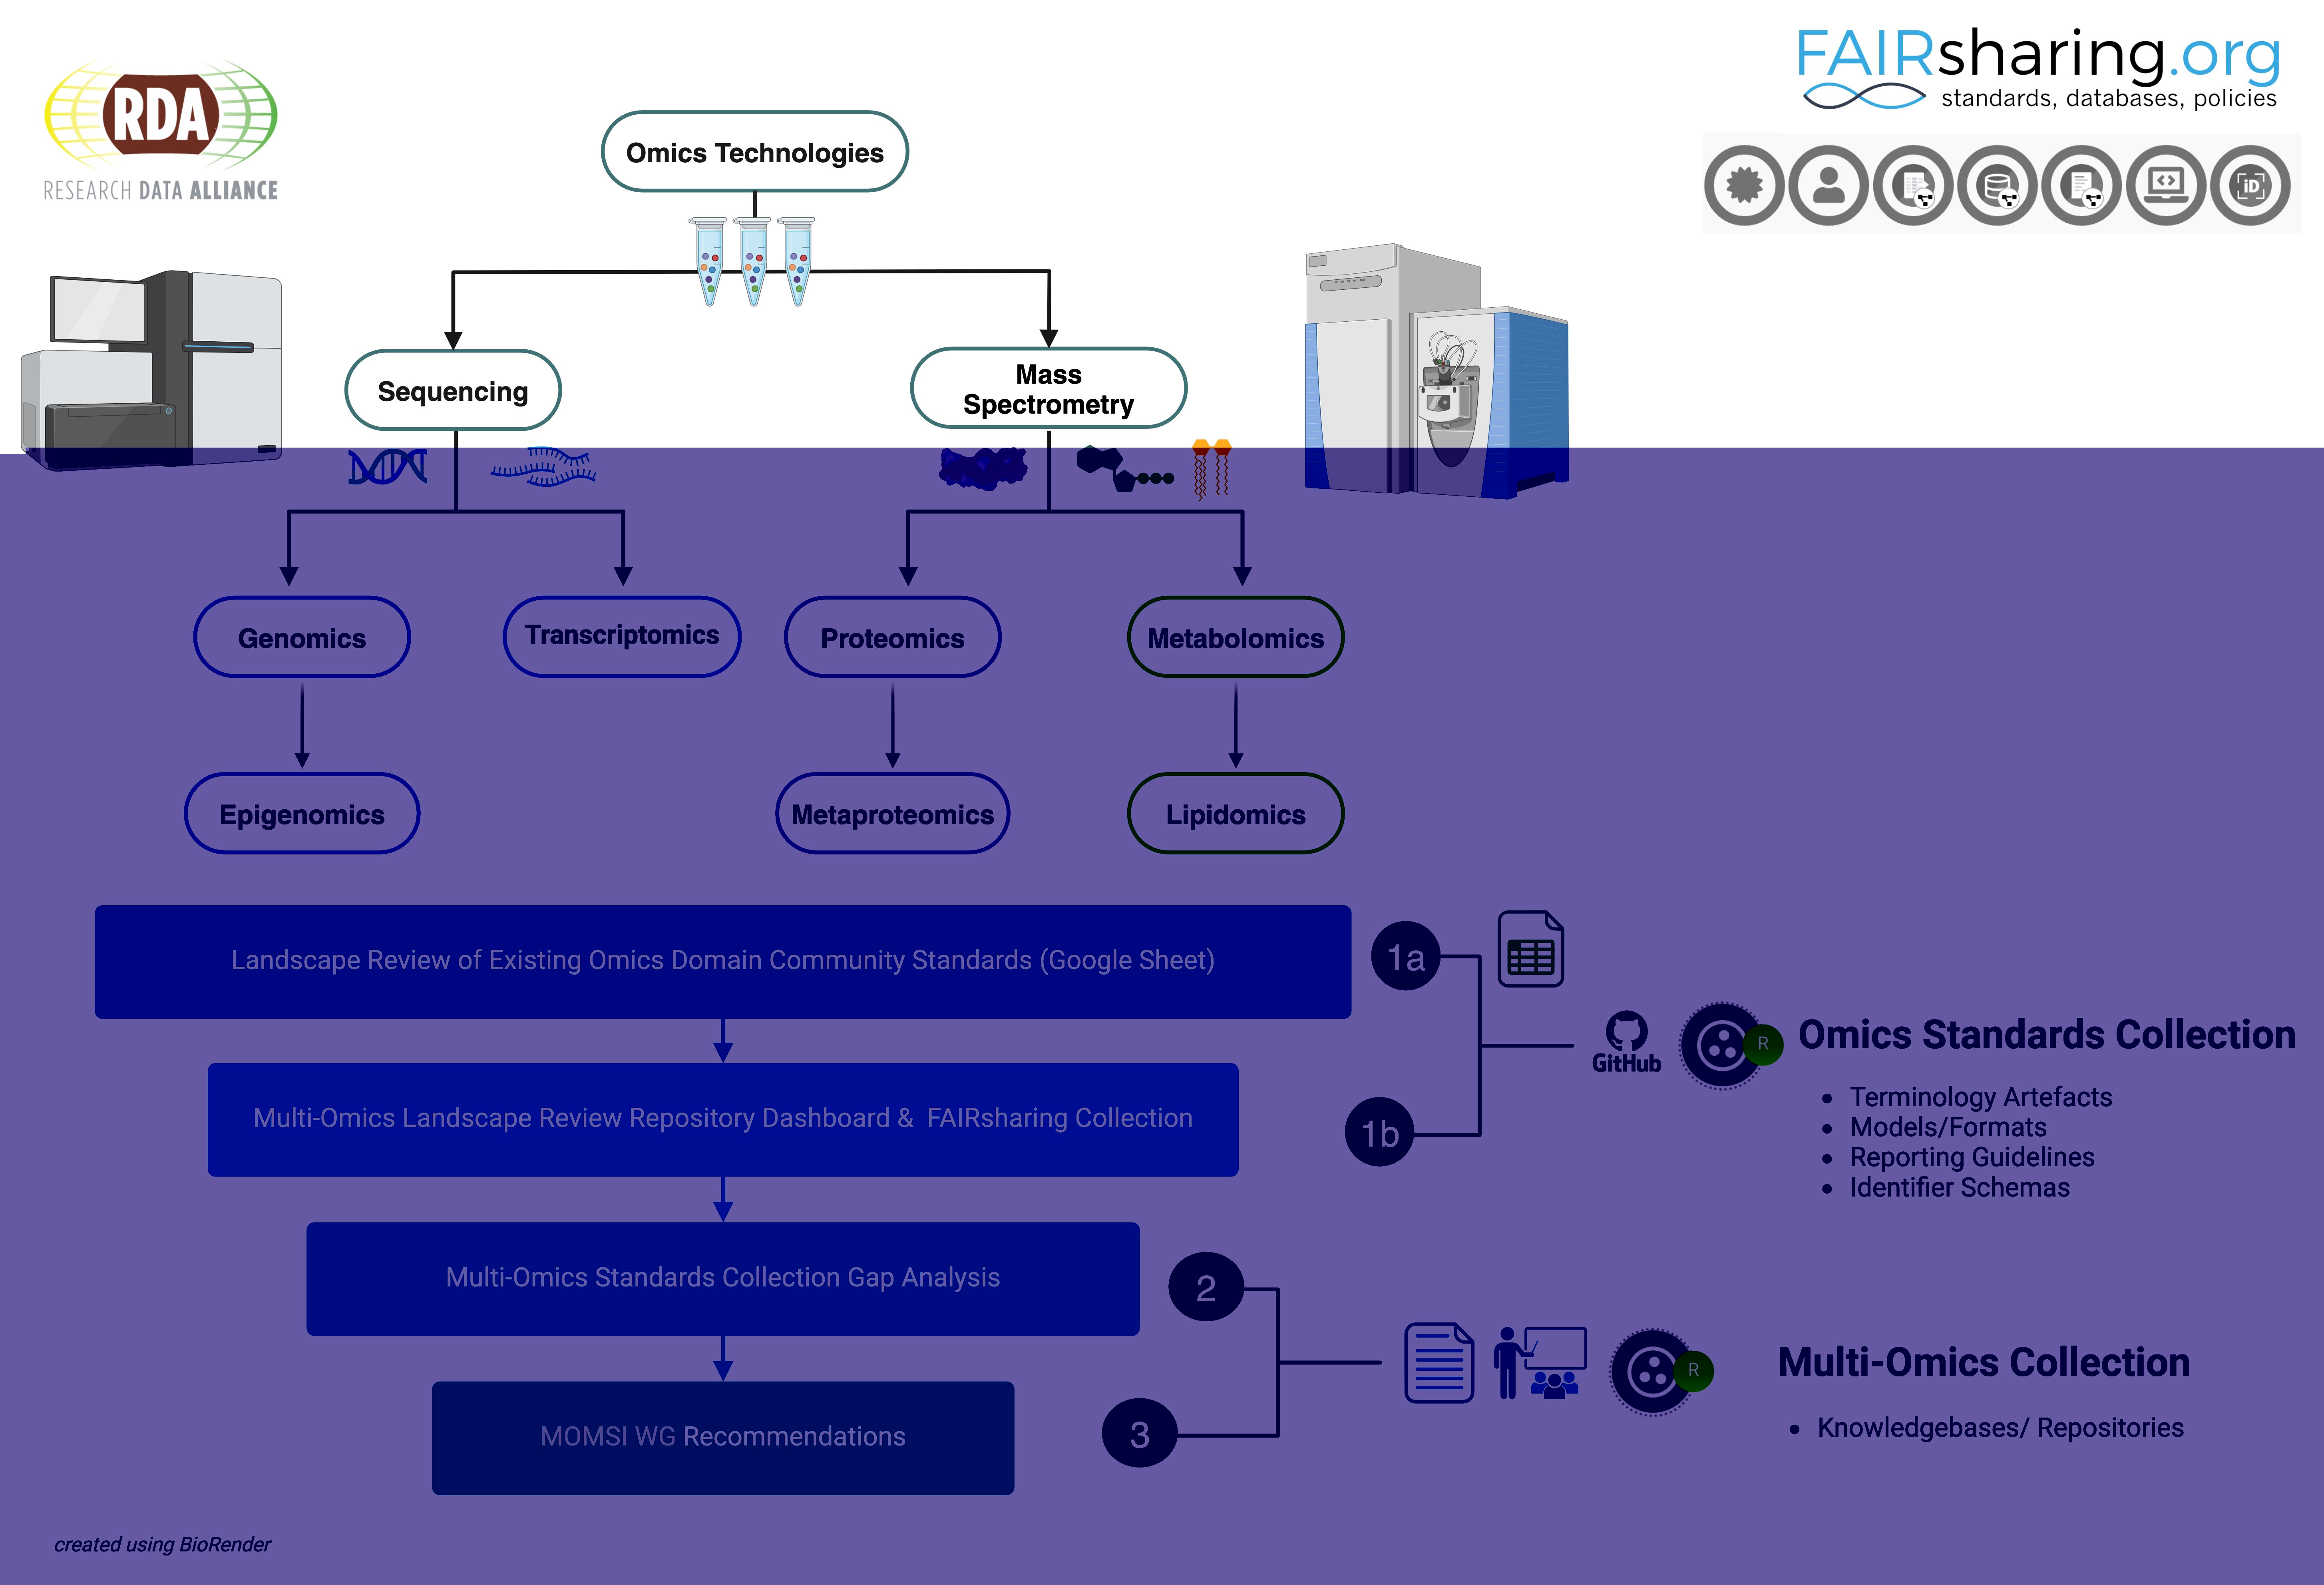 RDA
RESEARCH DATA ALLIANCE
FAIRsharing.org
standards, databases, policies
iD
Omics Technologies
Sequencing
Mass
Spectrometry
Genomics
Transcriptomics
Proteomics
Metabolomics
Epigenomics
Metaproteomics
Lipidomics
Landscape Review of Existing Omics Domain Community Standards (Google Sheet)
1a
Multi-Omics Landscape Review Repository Dashboard & FAIRsharing Collection
1b
GitHub
R
Omics Standards Collection
• Terminology Artefacts
• Models/Formats
• Reporting Guidelines
• Identifier Schemas
Multi-Omics Standards Collection Gap Analysis
2
MOMSI WG Recommendations
3
R
Multi-Omics Collection
• Knowledgebases/ Repositories
created using BioRender